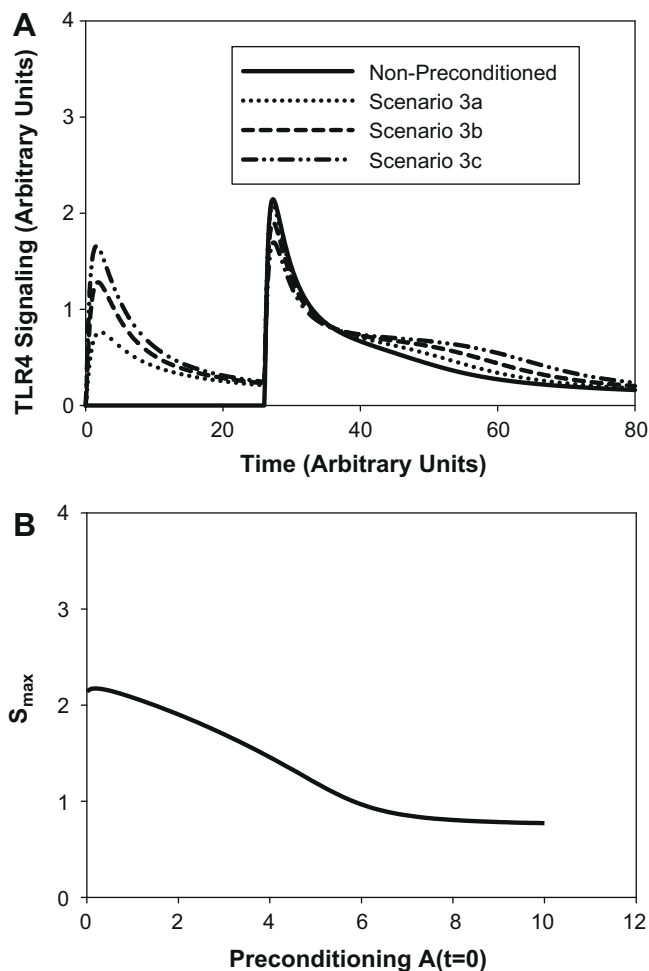 A
4
3
2
1
0
TLR4 Signaling (Arbitrary Units)
Non-Preconditioned
Scenario 3a
Scenario 3b
Scenario 3c
0 20 40 60 80
Time (Arbitrary Units)
B
4
3
2
1
0
Smax
0 2 4 6 8 10 12
Preconditioning A(t=0)